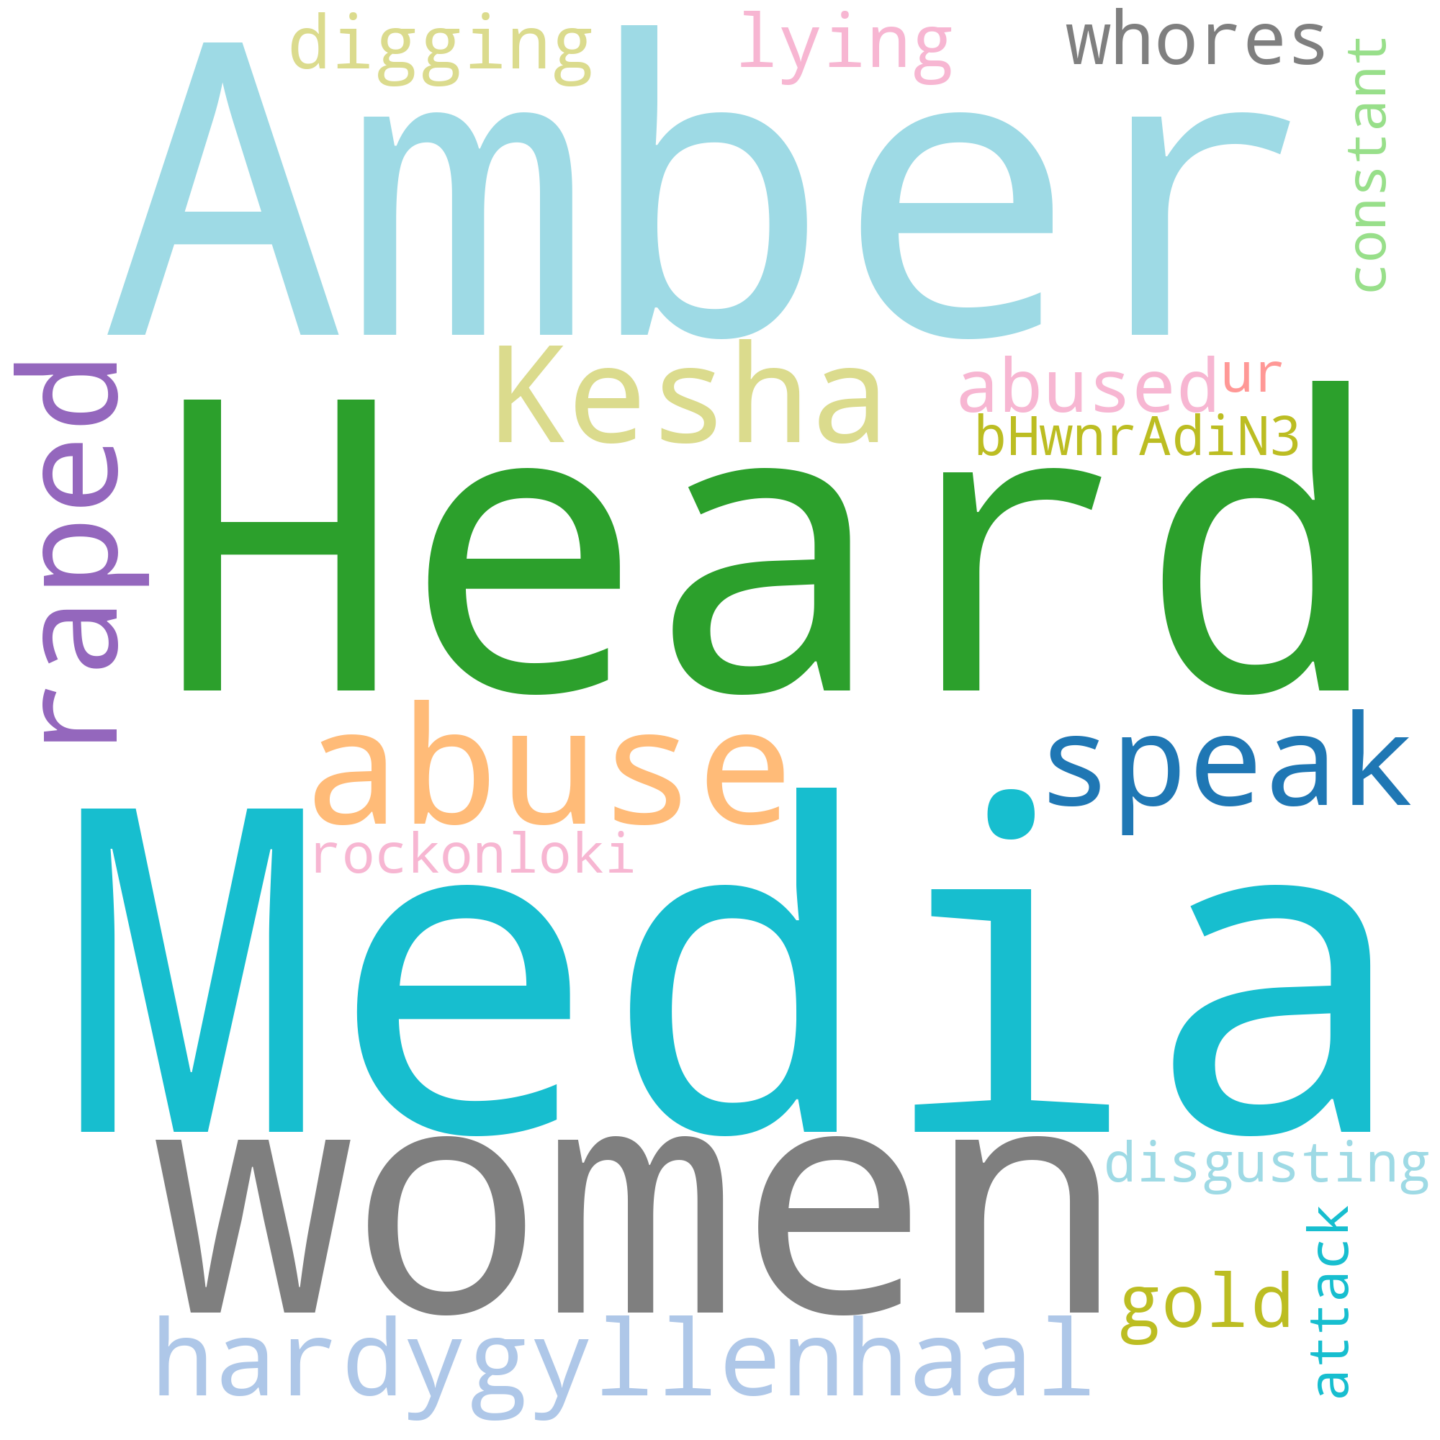 digging
lying
whores
constant
Amber
Kesha
abused
ur
bHwnrAdiN3
raped
Heard
abuse
speak
rockonloki
Media
women
disgusting
attack
gold
hardygyllenhaal